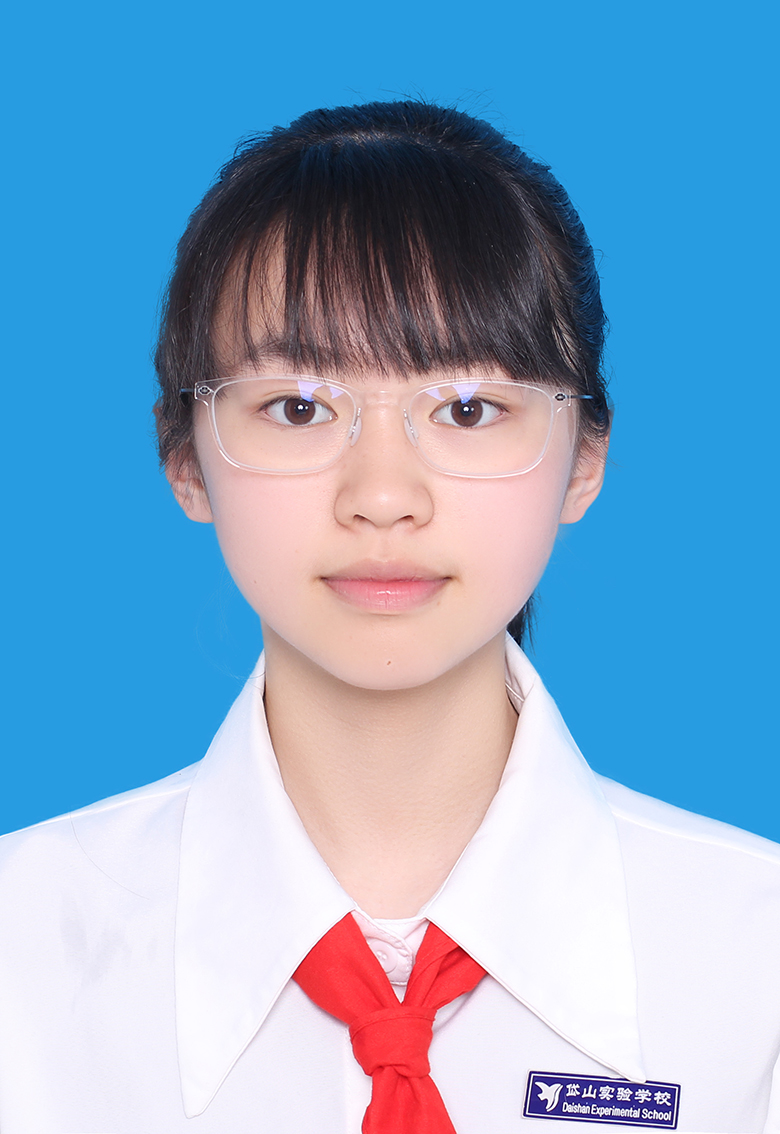 岱山实验学校
Daishan Experimental School